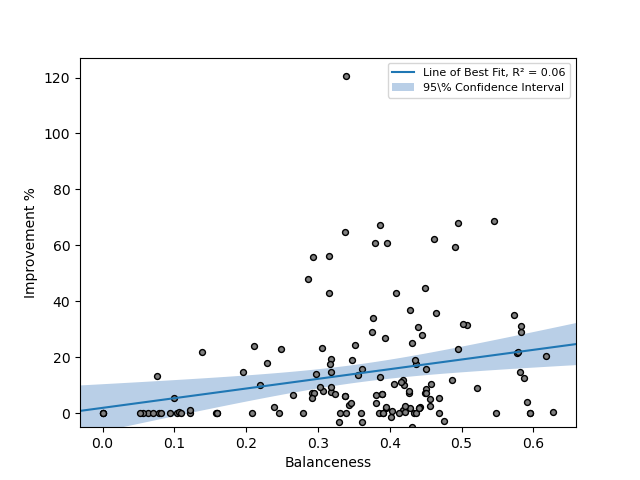 Line of Best Fit, R² = 0.06
95\% Confidence Interval
120
100
80
60
40
20
0
Improvement %
0.0 0.1 0.2 0.3 0.4 0.5 0.6
Balanceness